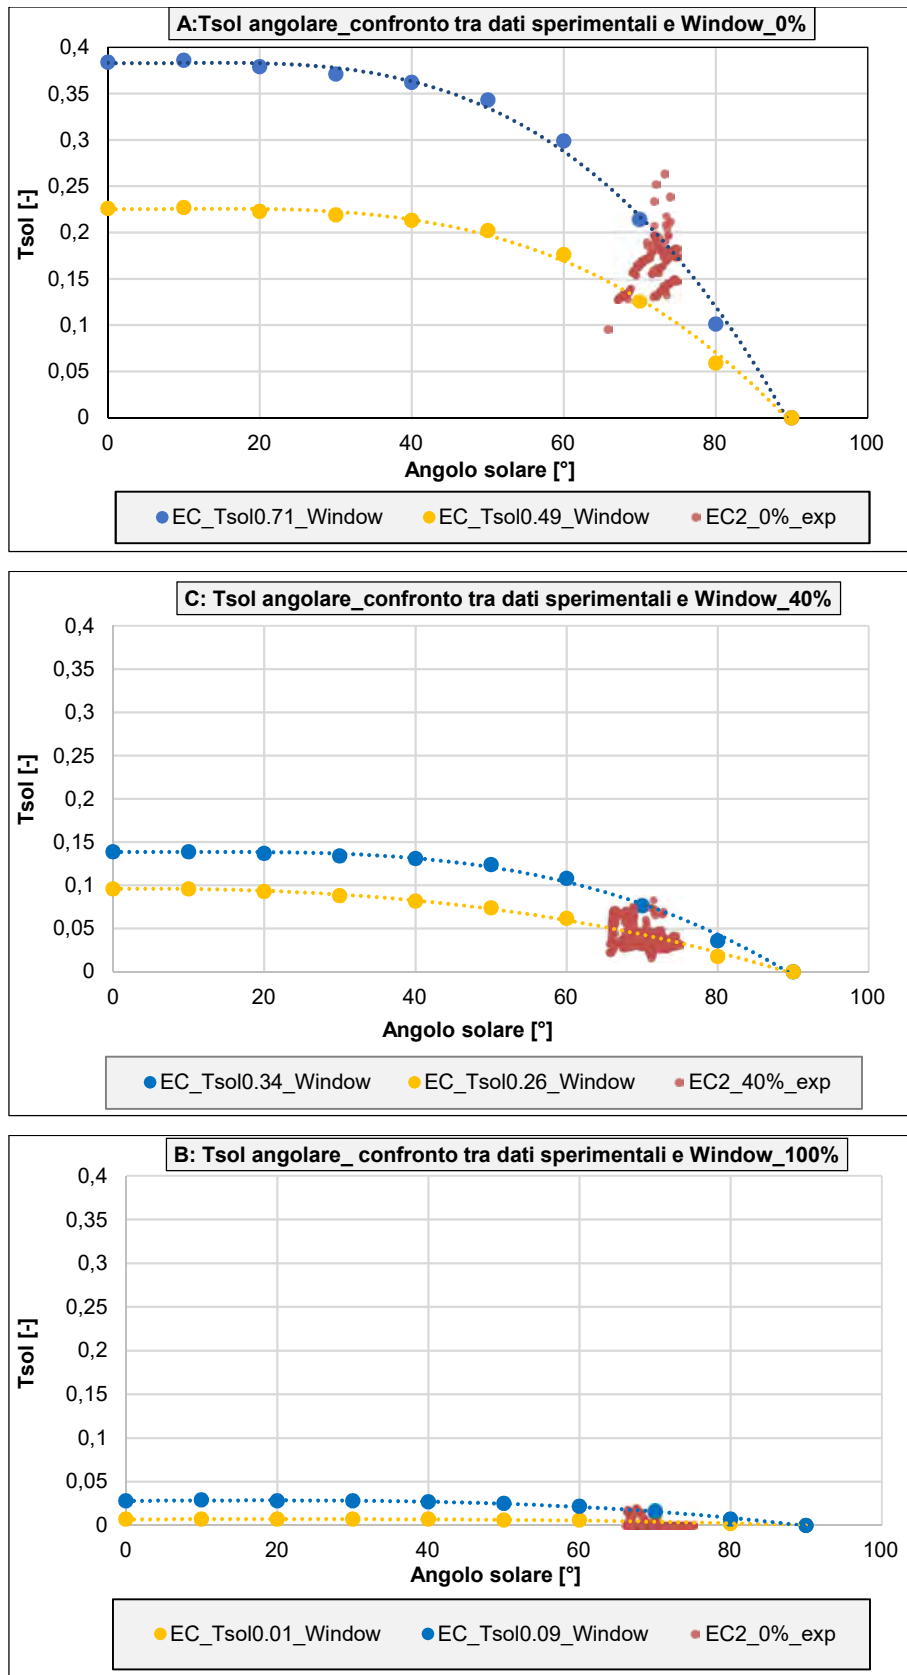 A:Tsol angolare_confronto tra dati sperimentali e Window_0%
0,4
0,35
0,3
0,25
0,2
0,15
0,1
0,05
0
Tsol [-]
0 20 40 60 80 100
Angolo solare [°]
EC_Tsol0.71_Window EC_Tsol0.49_Window EC2_0%_exp
C: Tsol angolare_confronto tra dati sperimentali e Window_40%
0,4
0,35
0,3
0,25
0,2
0,15
0,1
0,05
0
Tsol [-]
0 20 40 60 80 100
Angolo solare [°]
EC_Tsol0.34_Window EC_Tsol0.26_Window EC2_40%_exp
B: Tsol angolare_ confronto tra dati sperimentali e Window_100%
0,4
0,35
0,3
0,25
0,2
0,15
0,1
0,05
0
Tsol [-]
0 20 40 60 80 100
Angolo solare [°]
EC_Tsol0.01_Window EC_Tsol0.09_Window EC2_0%_exp